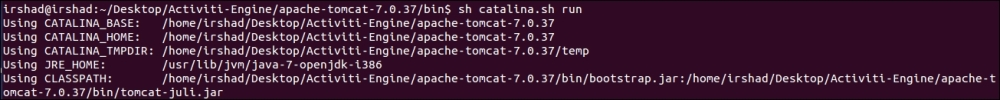 irshad@irshad:~/Desktop/Activiti-Engine/apache-tomcat-7.0.37/bin$ sh catalina.sh run
Using CATALINA_BASE:   /home/irshad/Desktop/Activiti-Engine/apache-tomcat-7.0.37
Using CATALINA_HOME:   /home/irshad/Desktop/Activiti-Engine/apache-tomcat-7.0.37
Using CATALINA_TMPDIR: /home/irshad/Desktop/Activiti-Engine/apache-tomcat-7.0.37/temp
Using JRE_HOME:        /usr/lib/jvm/java-7-openjdk-i386
Using CLASSPATH:       /home/irshad/Desktop/Activiti-Engine/apache-tomcat-7.0.37/bin/bootstrap.jar:/home/irshad/Desktop/Activiti-Engine/apache-t
omcat-7.0.37/bin/tomcat-juli.jar